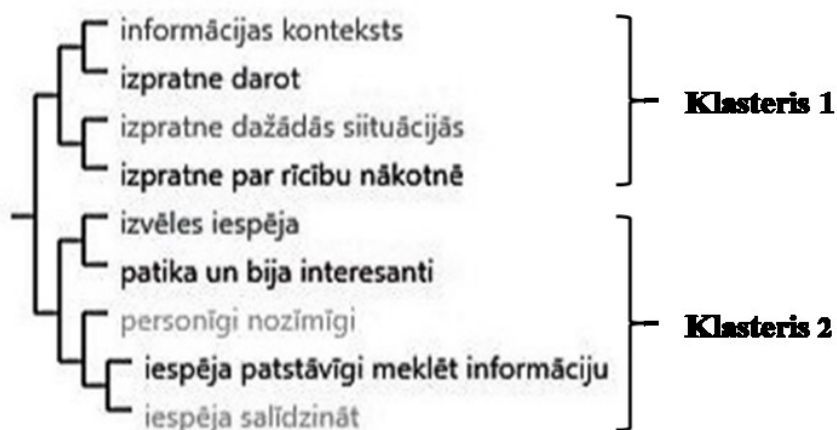 informācijas konteksts
izpratne darot
Klasteris 1
izpratne dažādās siituācijās
izpratne par rīcību nākotnē
izvēles iespēja
patika un bija interesanti
personīgi nozīmīgi
Klasteris 2
iespēja patstāvīgi meklēt informāciju
iespēja salīdzināt